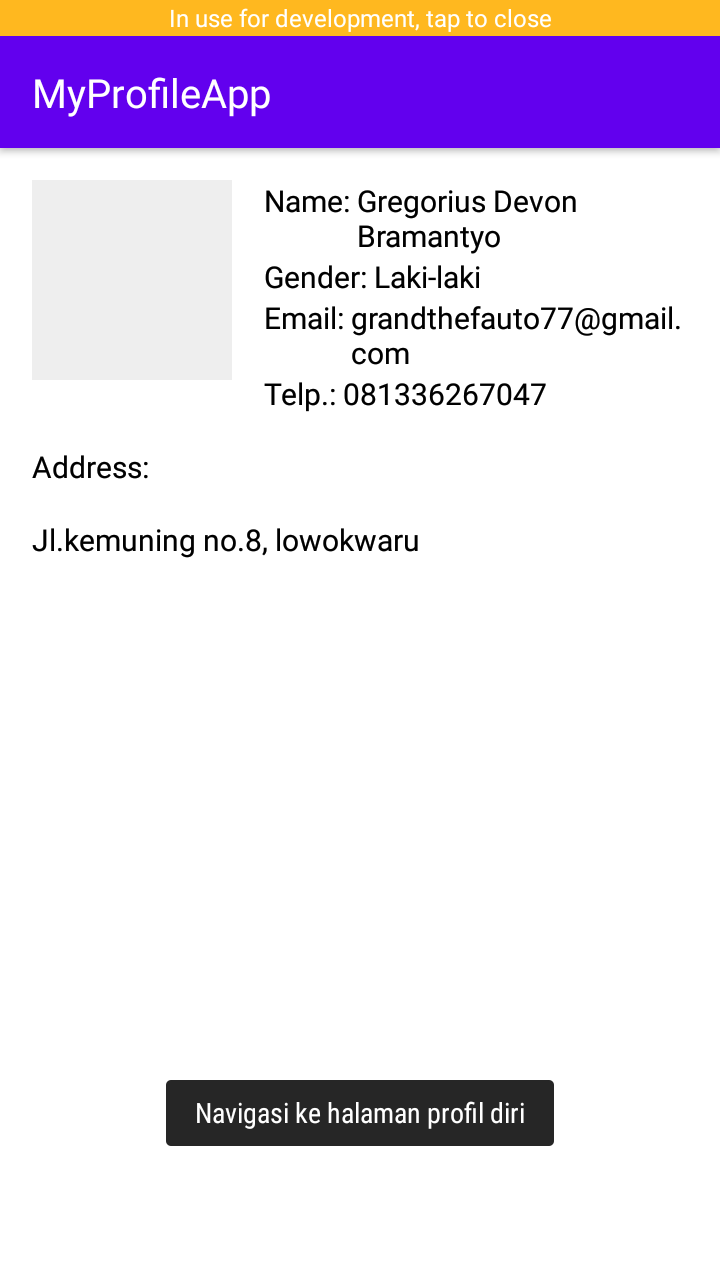 In use for development, tap to close
MyProfileApp
Name: Gregorius Devon
Bramantyo
Gender: Laki-laki
Email: grandthefauto77@gmail.
com
Telp.: 081336267047
Address:
Jl.kemuning no.8, lowokwaru
Navigasi ke halaman profil diri